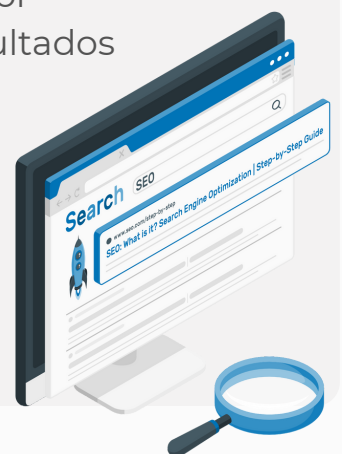 ultados
Search SEO
www.seo.com/step-by-step
SEO: What is it? Search Engine Optimization | Step-by-Step Guide